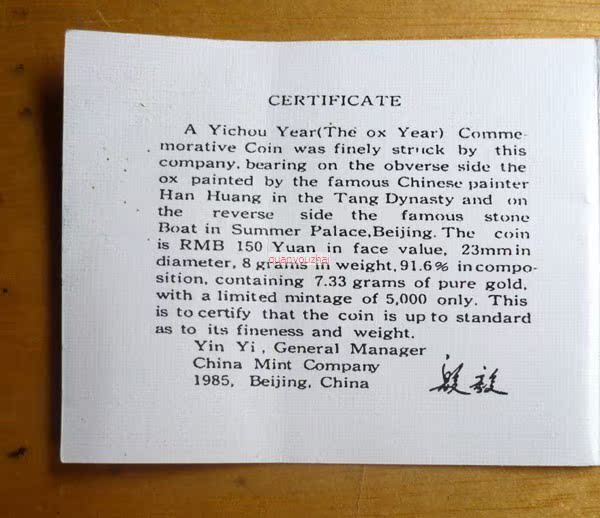 CERTIFICATE
A Yichou Year(The ox Year) Comme-
morative Coin was finely struck by this
company, bearing on the obverse side the
ox painted by the famous Chinese painter
Han Huang in the Tang Dynasty and on
the reverse side the famous stone
Boat in Summer Palace,Beijing. The coin
is RMB 150 Yuan in face value, 23mm in
quanyouzhai
diameter, 8 grams in weight, 91.6% in compo-
sition, containing 7.33 grams of pure gold,
with a limited mintage of 5,000 only. This
is to certify that the coin is up to standard
as to its fineness and weight.
Yin Yi, General Manager
China Mint Company
1985, Beijing, China
殷毅